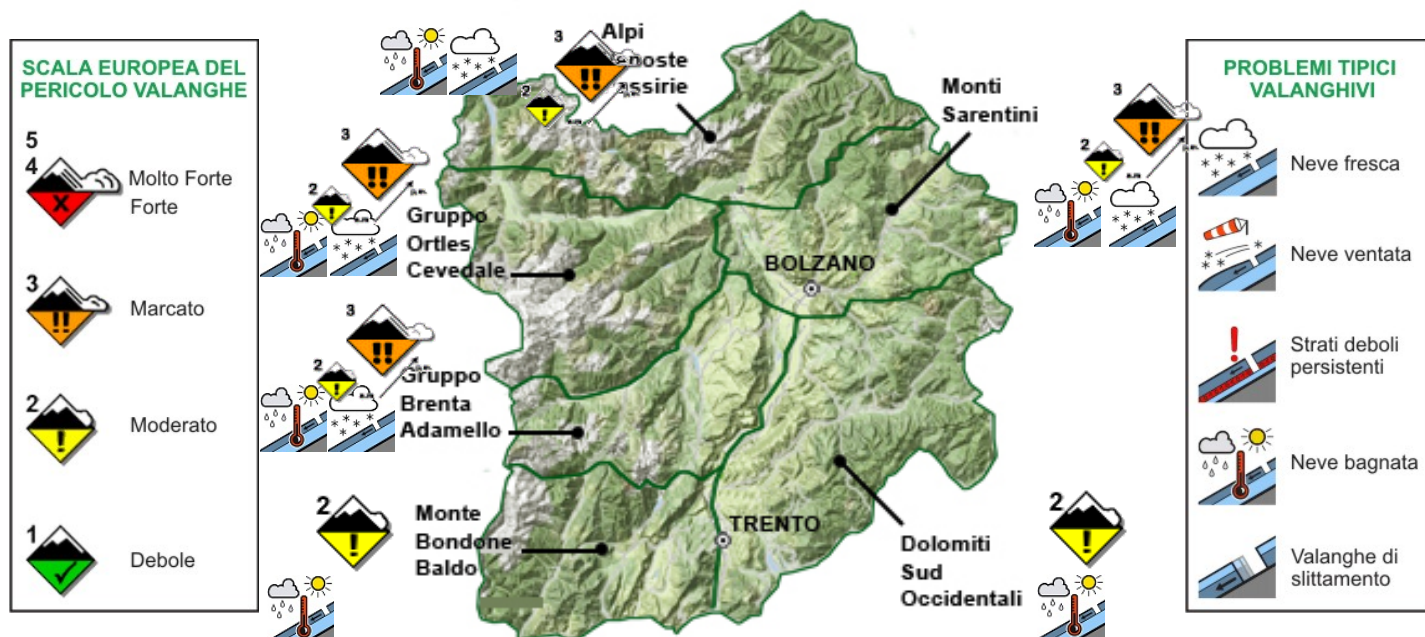 SCALA EUROPEA DEL
PERICOLO VALANGHE
5
4
Molto Forte
Forte
3
Marcato
2
Moderato
1
Debole
3
2
Alpi
3
2
Gruppo
Ortles
Cevedale
3
2
Gruppo
Brenta
Adamello
2
Monte
Bondone
Baldo
Monti
Sarentini
BOLZANO
TRENTO
Dolomiti
Sud
Occidentali
3
2
2
PROBLEMI TIPICI
VALANGHIVI
Neve fresca
Neve ventata
Strati deboli
persistenti
Neve bagnata
Valanghe di
slittamento